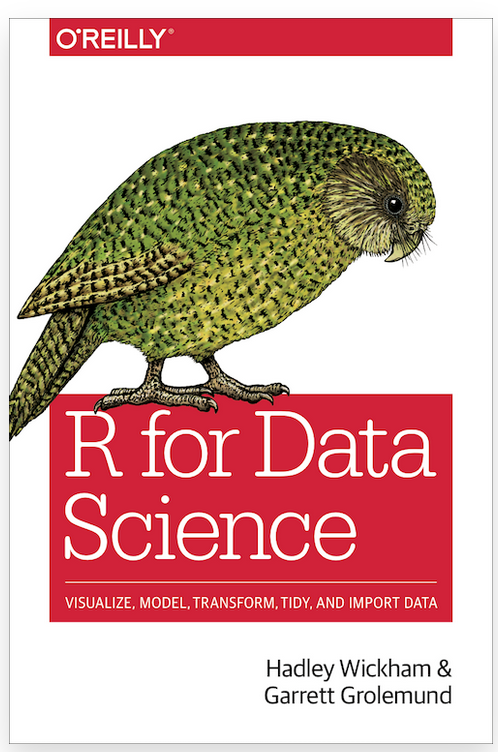 O'REILLY®
R for Data
Science
VISUALIZE, MODEL, TRANSFORM, TIDY, AND IMPORT DATA
Hadley Wickham &
Garrett Grolemund